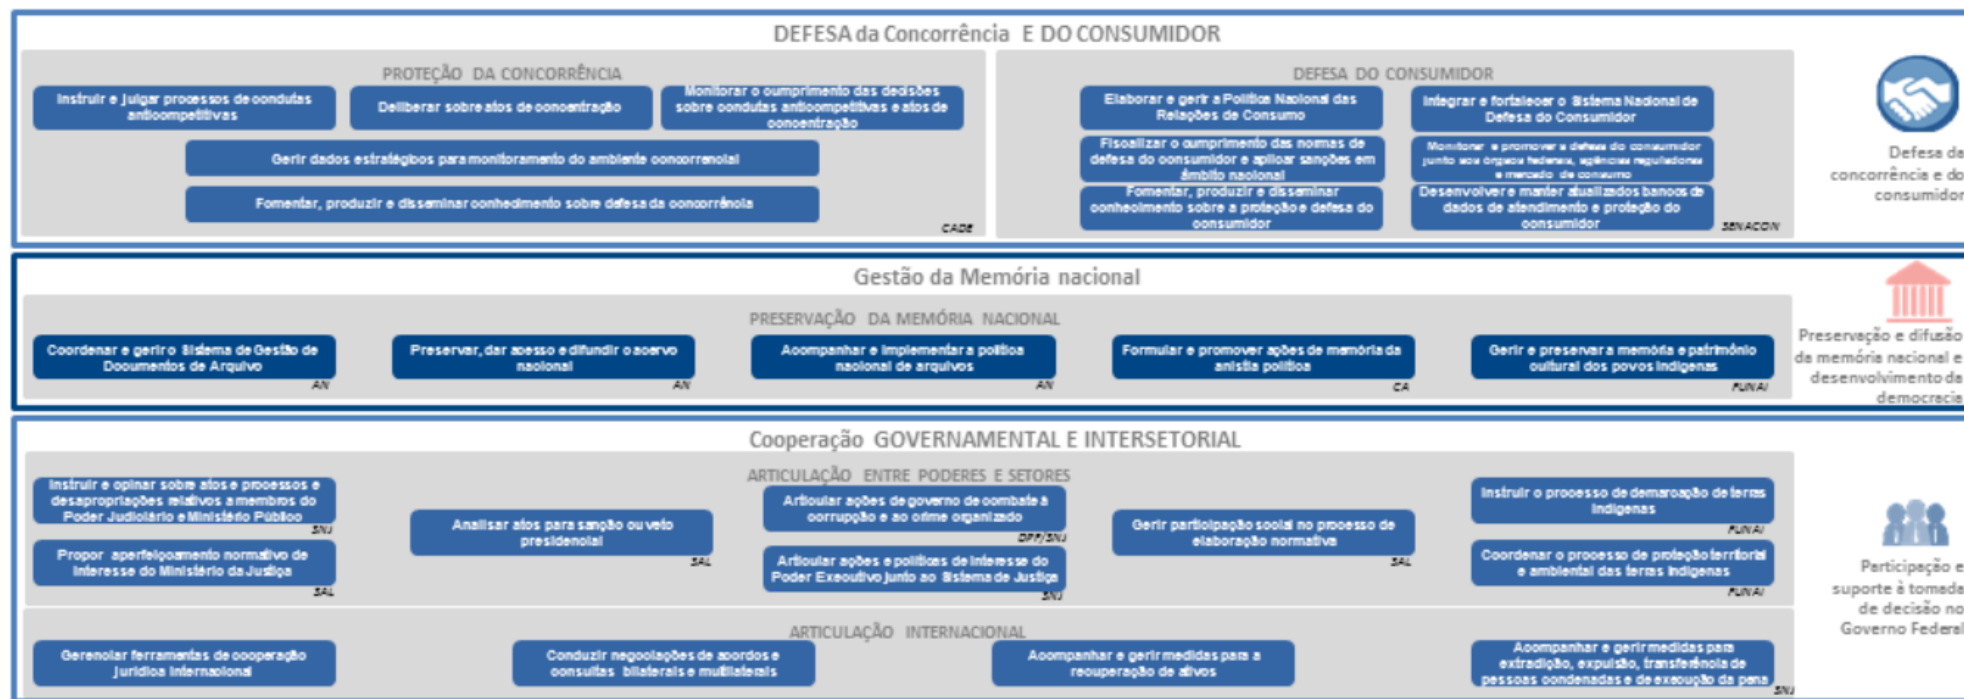 DEFESA da Concorrência E DO CONSUMIDOR
PROTEÇÃO DA CONCORRÊNCIA
Instruir e julgar processos de condutas
anticompetitivas
Deliberar sobre atos de concentração
Monitorar o cumprimento das decisões
sobre condutas anticompetitivas e atos de
concentração
Gerir dados estratégicos para monitoramento do ambiente concorrencial
Fomentar, produzir e disseminar conhecimento sobre defesa da concorrência
CADE
DEFESA DO CONSUMIDOR
Elaborar e gerir a Política Nacional das
Relações de Consumo
Integrar e fortalecer o Sistema Nacional de
Defesa do Consumidor
Fiscalizar o cumprimento das normas de
defesa do consumidor e aplicar sanções em
âmbito nacional
Monitorar e promover a defesa do consumidor
junto aos órgãos federais, agências reguladoras
e mercado de consumo
Fomentar, produzir e disseminar
conhecimento sobre a proteção e defesa do
consumidor
Desenvolver e manter atualizados bancos de
dados de atendimento e proteção do
consumidor
SENACON
Defesa da
concorrência e do
consumidor
Gestão da Memória nacional
PRESERVAÇÃO DA MEMÓRIA NACIONAL
Coordenar e gerir o Sistema de Gestão de
Documentos de Arquivo
AN
Preservar, dar acesso e difundir o acervo
nacional
AN
Acompanhar e implementar a política
nacional de arquivos
AN
Formular e promover ações de memória da
anistia política
CA
Gerir e preservar a memória e patrimônio
cultural dos povos indígenas
FUNAI
Preservação e difusão
da memória nacional e
desenvolvimento da
democracia
Cooperação GOVERNAMENTAL E INTERSETORIAL
ARTICULAÇÃO ENTRE PODERES E SETORES
Instruir e opinar sobre atos e processos e
desapropriações relativos a membros do
Poder Judiciário e Ministério Público
SNJ
Propor aperfeiçoamento normativo de
interesse do Ministério da Justiça
SAL
Analisar atos para sanção ou veto
presidencial
SAL
Articular ações de governo de combate à
corrupção e ao crime organizado
DPF/SNJ
Articular ações e políticas de interesse do
Poder Executivo junto ao Sistema de Justiça
SNJ
Gerir participação social no processo de
elaboração normativa
SAL
Instruir o processo de demarcação de terras
indígenas
FUNAI
Coordenar o processo de proteção territorial
e ambiental das terras indígenas
FUNAI
Participação e
suporte à tomada
de decisão no
Governo Federal
ARTICULAÇÃO INTERNACIONAL
Gerenciar ferramentas de cooperação
jurídica internacional
Conduzir negociações de acordos e
consultas bilaterais e multilaterais
Acompanhar e gerir medidas para a
recuperação de ativos
Acompanhar e gerir medidas para
extradição, expulsão, transferência de
pessoas condenadas e de execução da pena
SNJ